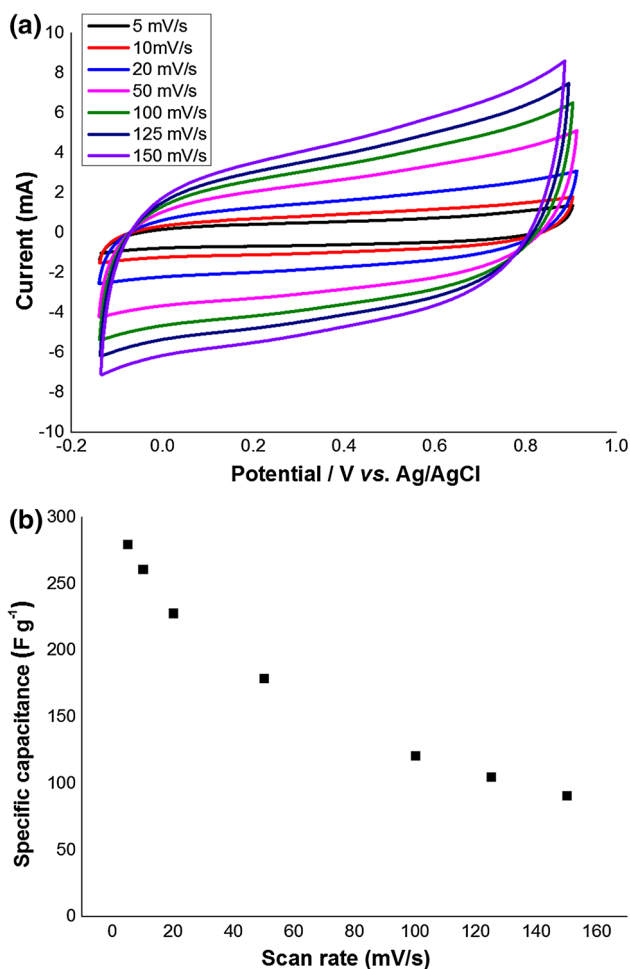 (a)
5 mV/s
10mV/s
20 mV/s
50 mV/s
100 mV/s
125 mV/s
150 mV/s
10
8
6
4
2
0
-2
-4
-6
-8
-10
Current (mA)
-0.2 0.0 0.2 0.4 0.6 0.8 1.0
Potential / V vs. Ag/AgCl
(b)
300
250
200
150
100
50
0
Specific capacitance (F g-1)
0 20 40 60 80 100 120 140 160
Scan rate (mV/s)